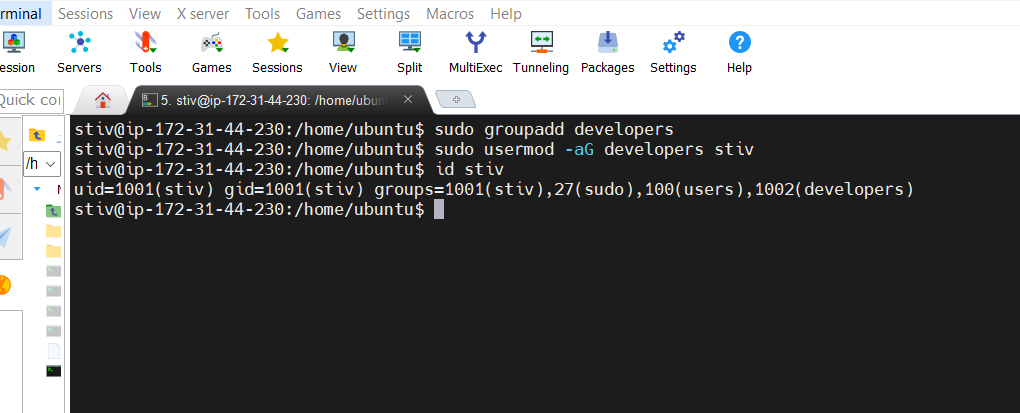 rminal Sessions View X server Tools Games Settings Macros Help
ession Servers Tools Games Sessions View Split MultiExec Tunneling Packages Settings Help
Quick co
5. stiv@ip-172-31-44-230: /home/ubun
/h
stiv@ip-172-31-44-230:/home/ubuntu$ sudo groupadd developers
stiv@ip-172-31-44-230:/home/ubuntu$ sudo usermod -aG developers stiv
stiv@ip-172-31-44-230:/home/ubuntu$ id stiv
uid=1001(stiv) gid=1001(stiv) groups=1001(stiv),27(sudo),100(users),1002(developers)
stiv@ip-172-31-44-230:/home/ubuntu$